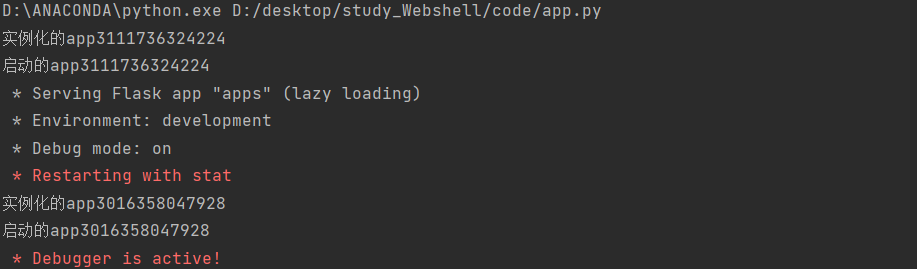 D:\ANACONDA\python.exe D:/desktop/study_Webshell/code/app.py
实例化的app3111736324224
启动的app3111736324224
* Serving Flask app "apps" (lazy loading)
* Environment: development
* Debug mode: on
* Restarting with stat
实例化的app3016358047928
启动的app3016358047928
* Debugger is active!